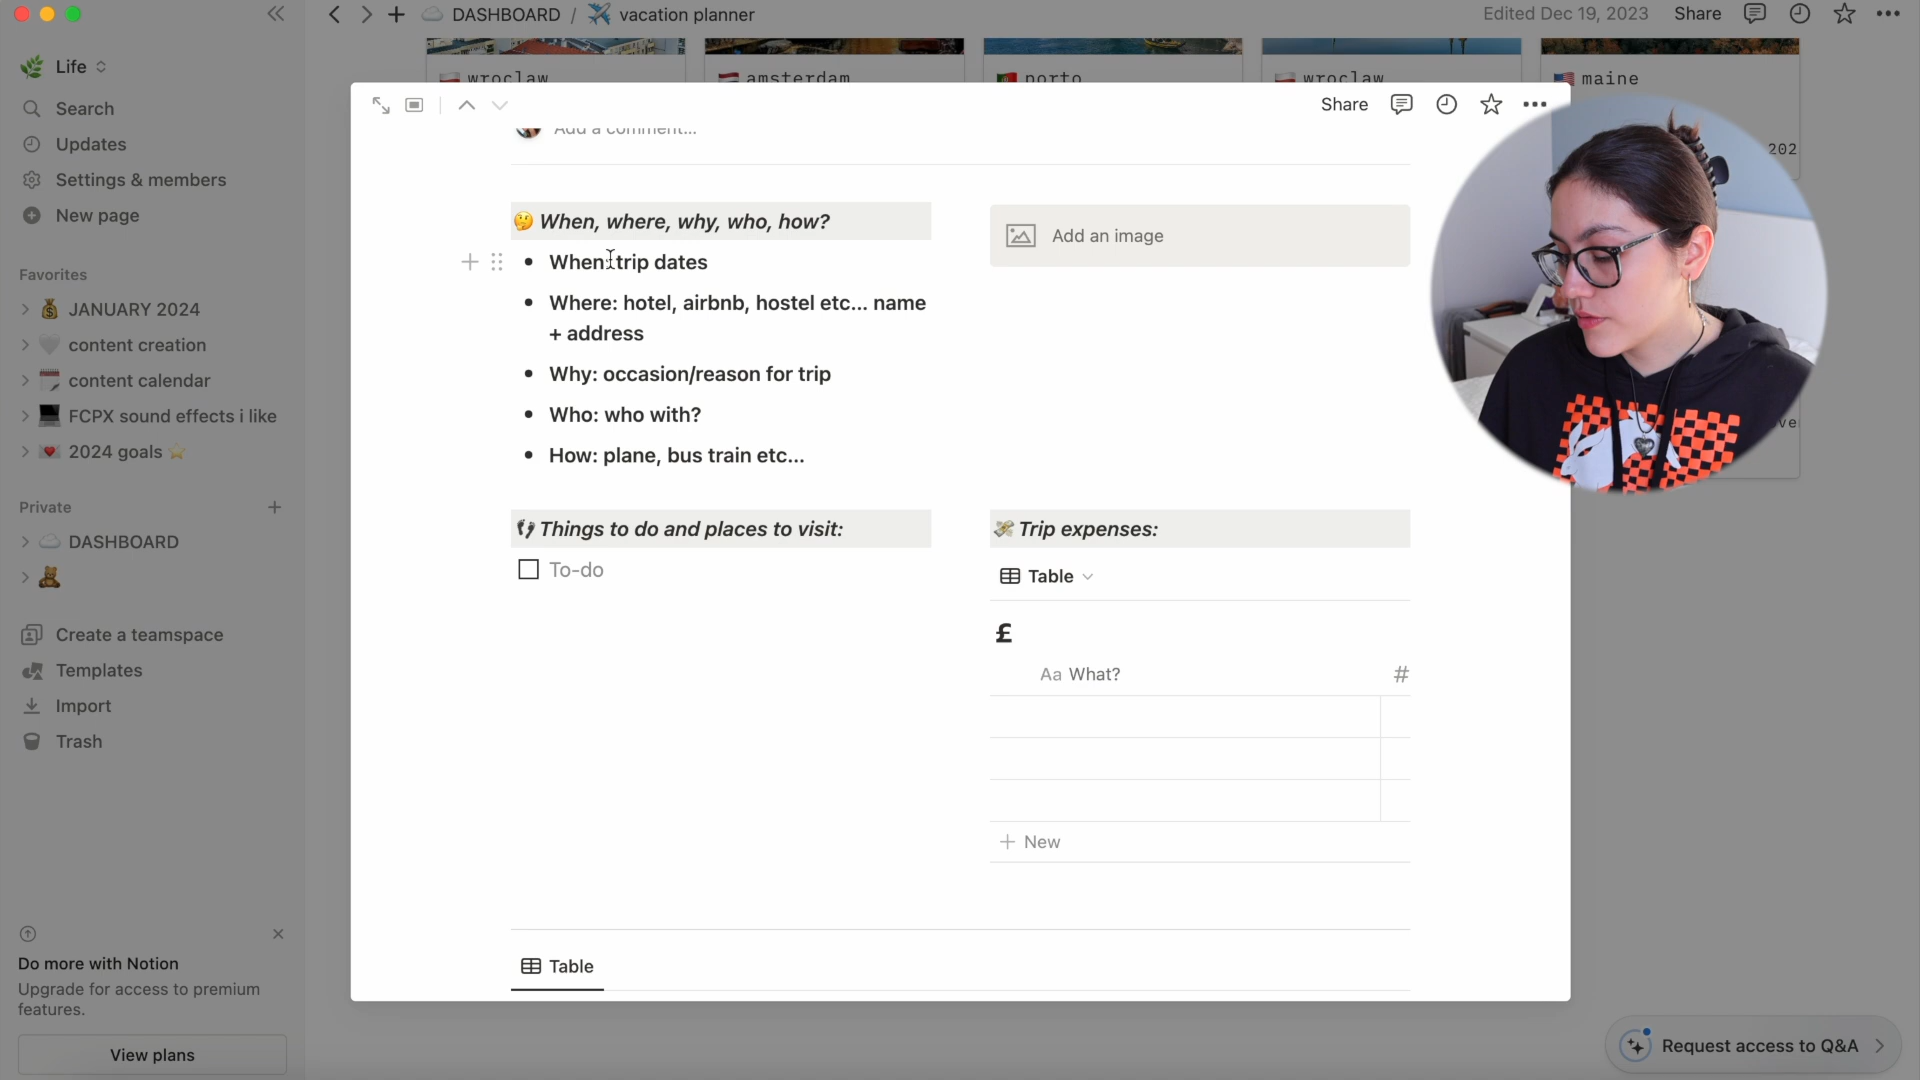 DASHBOARD / vacation planner
Edited Dec 19, 2023
Share
Life
Search
Updates
Settings & members
New page
Favorites
JANUARY 2024
content creation
content calendar
FCPX sound effects i like
2024 goals
Private
DASHBOARD
Create a teamspace
Templates
Import
Trash
Do more with Notion
Upgrade for access to premium
features.
View plans
wroclaw
amsterdam
porto
wroclaw
maine
202
Share
Add a comment...
When, where, why, who, how?
When: trip dates
Where: hotel, airbnb, hostel etc... name
+ address
Why: occasion/reason for trip
Who: who with?
How: plane, bus train etc...
Add an image
Things to do and places to visit:
To-do
Trip expenses:
Table
£
Aa What?
#
New
Table
Request access to Q&A